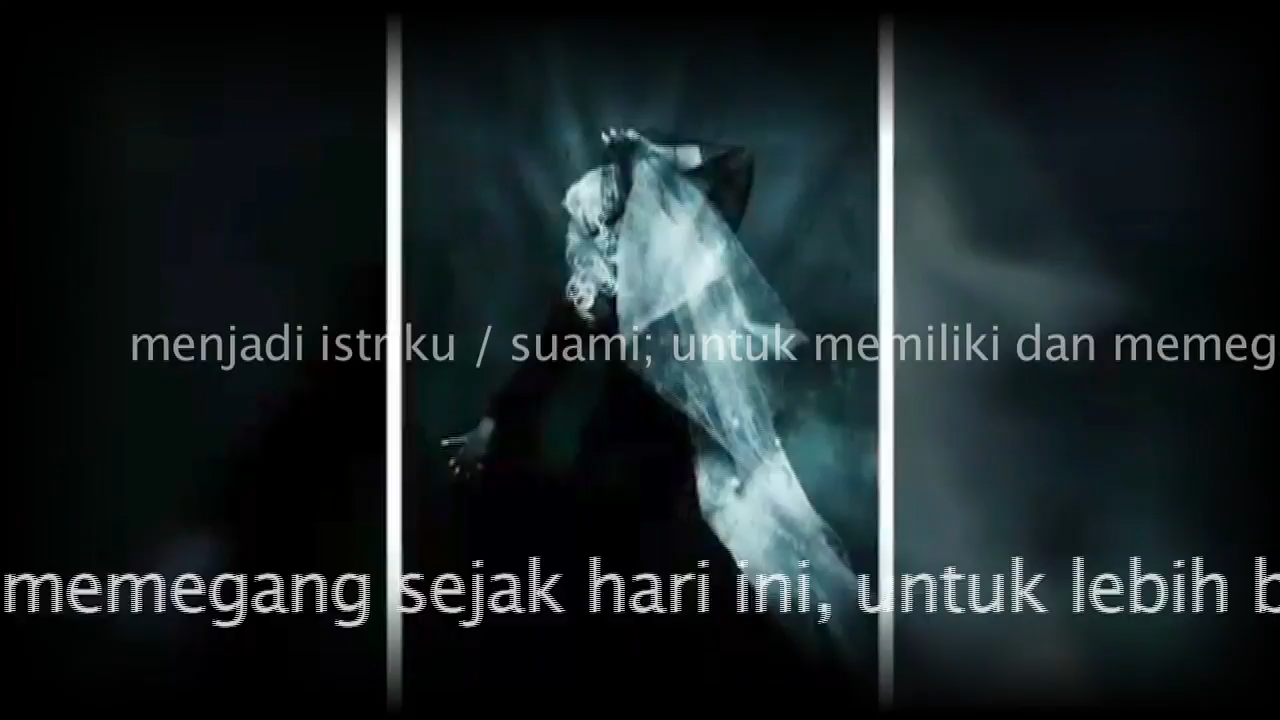 menjadi istriku / suami; untuk memiliki dan memeg
memegang sejak hari ini, untuk lebih b